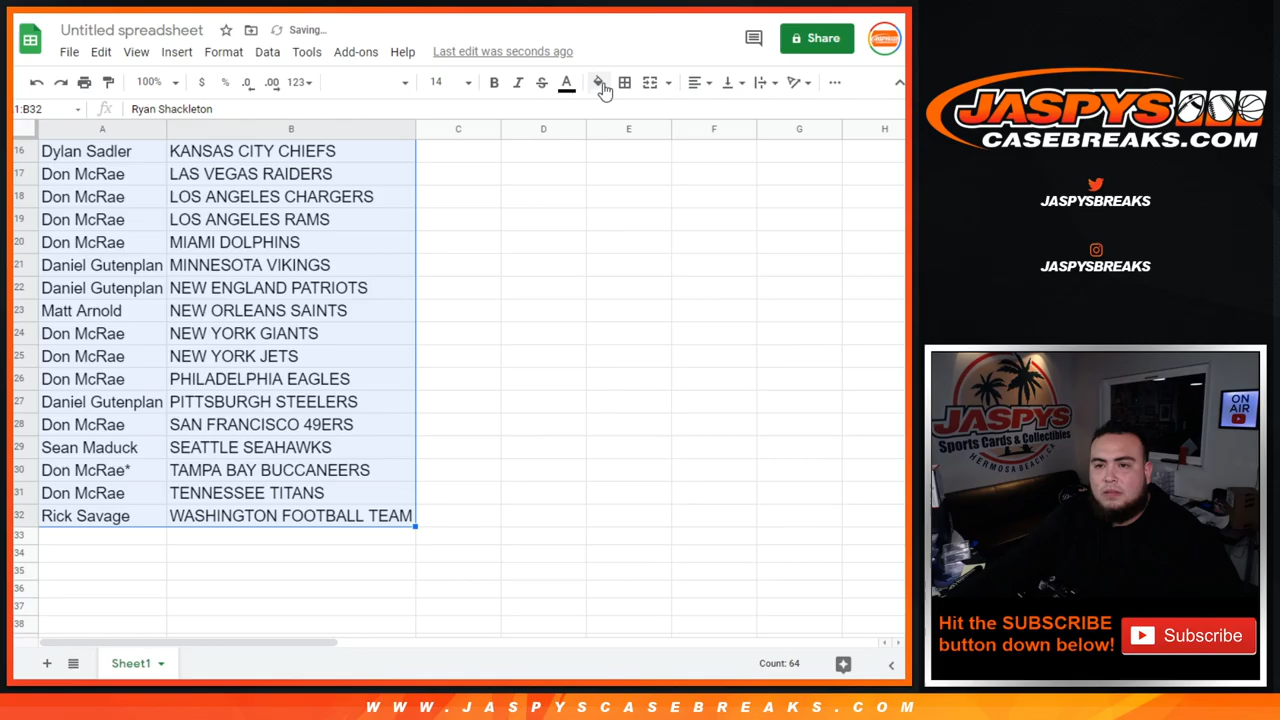 Untitled spreadsheet Saving...
File Edit View Insert Format Data Tools Add-ons Help Last edit was seconds ago
Share
100% $ % .0 .00 123 14 B I S A
1:B32 fx Ryan Shackleton
A B C D E F G H
16 Dylan Sadler KANSAS CITY CHIEFS
17 Don McRae LAS VEGAS RAIDERS
18 Don McRae LOS ANGELES CHARGERS
19 Don McRae LOS ANGELES RAMS
20 Don McRae MIAMI DOLPHINS
21 Daniel Gutenplan MINNESOTA VIKINGS
22 Daniel Gutenplan NEW ENGLAND PATRIOTS
23 Matt Arnold NEW ORLEANS SAINTS
24 Don McRae NEW YORK GIANTS
25 Don McRae NEW YORK JETS
26 Don McRae PHILADELPHIA EAGLES
27 Daniel Gutenplan PITTSBURGH STEELERS
28 Don McRae SAN FRANCISCO 49ERS
29 Sean Maduck SEATTLE SEAHAWKS
30 Don McRae* TAMPA BAY BUCCANEERS
31 Don McRae TENNESSEE TITANS
32 Rick Savage WASHINGTON FOOTBALL TEAM
33
34
35
36
37
38
Sheet1 Count: 64
JASPYS
CASEBREAKS.COM
JASPYSBREAKS
JASPYSBREAKS
JASPYS
Sports Cards & Collectibles
HERMOSA BEACH, CA
ON
AIR
Hit the SUBSCRIBE
button down below!
Subscribe
WWW.JASPYSCASEBREAKS.COM